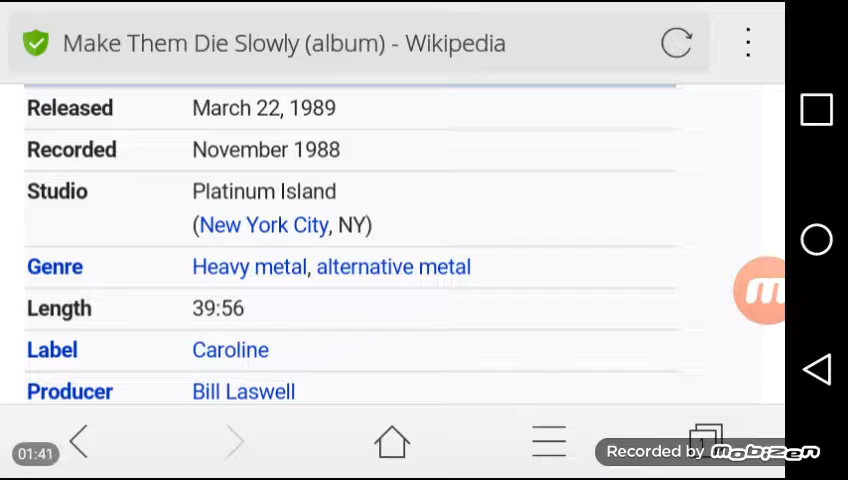 Make Them Die Slowly (album) - Wikipedia
Released March 22, 1989
Recorded November 1988
Studio Platinum Island
(New York City, NY)
Genre Heavy metal, alternative metal
Length 39:56
Label Caroline
Producer Bill Laswell
m
1
01:41
Recorded by Mobizen